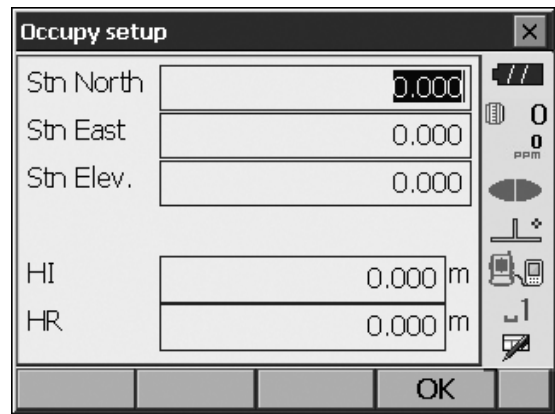 Occupy setup
Stn North 0.000
0
Stn East 0.000
0
ppm
Stn Elev. 0.000
HI 0.000 m
1
HR 0.000 m
OK